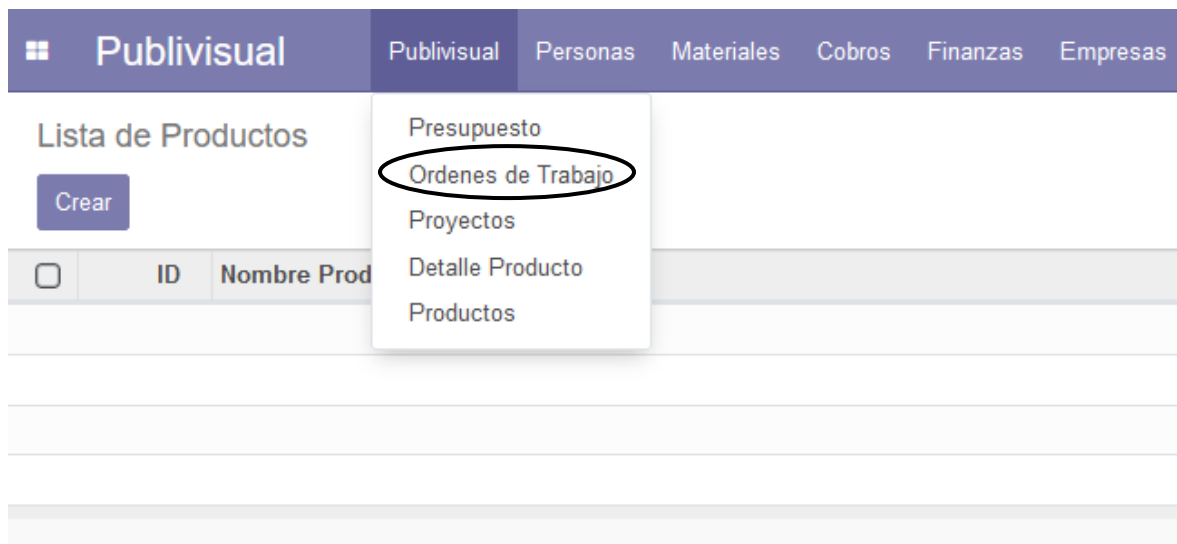 Publivisual Publivisual Personas Materiales Cobros Finanzas Empresas
Lista de Productos
Crear
Presupuesto
Ordenes de Trabajo
Proyectos
Detalle Producto
Productos
ID Nombre Prod